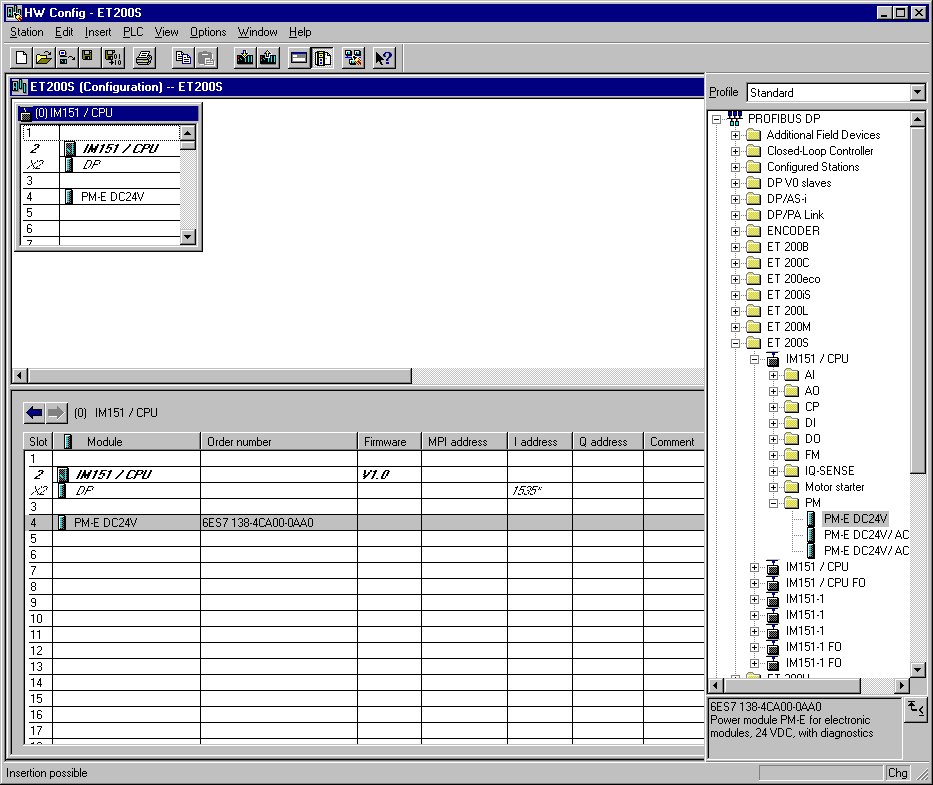 HW Config - ET200S
Station Edit Insert PLC View Options Window Help
ET200S (Configuration) -- ET200S
(0) IM151 / CPU
1
2 IM151 / CPU
X2 DP
3
4 PM-E DC24V
5
6
7
(0) IM151 / CPU
Slot Module Order number Firmware MPI address I address Q address Comment
1
2 IM151 / CPU V1.0
X2 DP 1535*
3
4 PM-E DC24V 6ES7 138-4CA00-0AA0
5
6
7
8
9
10
11
12
13
14
15
16
17
18
Profile Standard
PROFIBUS DP
Additional Field Devices
Closed-Loop Controller
Configured Stations
DP V0 slaves
DP/AS-i
DP/PA Link
ENCODER
ET 200B
ET 200C
ET 200eco
ET 200iS
ET 200L
ET 200M
ET 200S
IM151 / CPU
AI
AO
CP
DI
DO
FM
IQ-SENSE
Motor starter
PM
PM-E DC24V
PM-E DC24V/ AC
PM-E DC24V/ AC
IM151 / CPU
IM151 / CPU FO
IM151-1
IM151-1
IM151-1
IM151-1 FO
IM151-1 FO
ET 200U
6ES7 138-4CA00-0AA0
Power module PM-E for electronic
modules, 24 VDC, with diagnostics
Insertion possible Chg